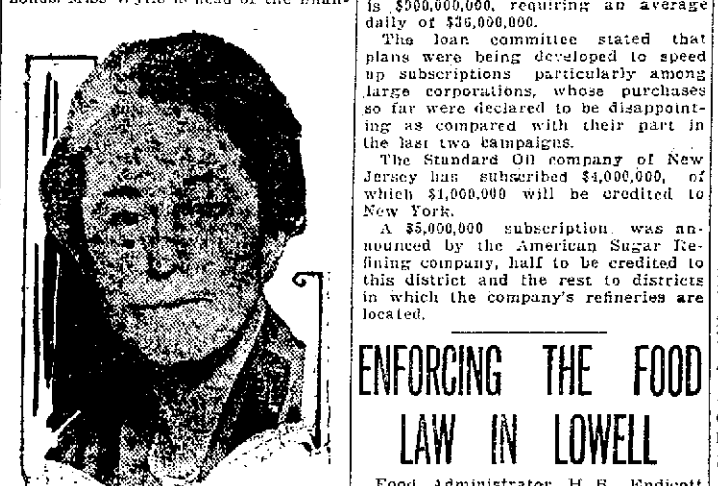 Miss Wylie is head of the
is $900,000,000, requiring an average
daily of $36,000,000.
The loan committee stated that
plans were being developed to speed
up subscriptions particularly among
large corporations, whose purchases
so far were declared to be disappoint-
ing as compared with their part in
the last two campaigns.
The Standard Oil company of New
Jersey has subscribed $4,000,000, of
which $1,000,000 will be credited to
New York.
A $5,000,000 subscription was an-
nounced by the American Sugar Re-
fining company, half to be credited to
this district and the rest to districts
in which the company's refineries are
located.
ENFORCING THE FOOD
LAW IN LOWELL
Food Administrator H. B. Endicott